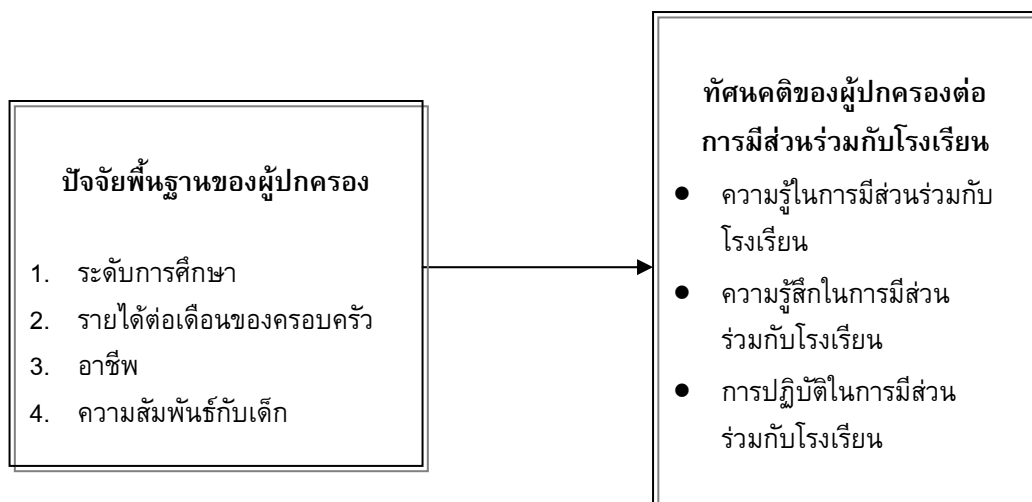 ปัจจัยพื้นฐานของผู้ปกครอง
1. ระดับการศึกษา
2. รายได้ต่อเดือนของครอบครัว
3. อาชีพ
4. ความสัมพันธ์กับเด็ก
ทัศนคติของผู้ปกครองต่อ
การมีส่วนร่วมกับโรงเรียน
● ความรู้ในการมีส่วนร่วมกับ
โรงเรียน
● ความรู้สึกในการมีส่วน
ร่วมกับโรงเรียน
● การปฏิบัติในการมีส่วน
ร่วมกับโรงเรียน